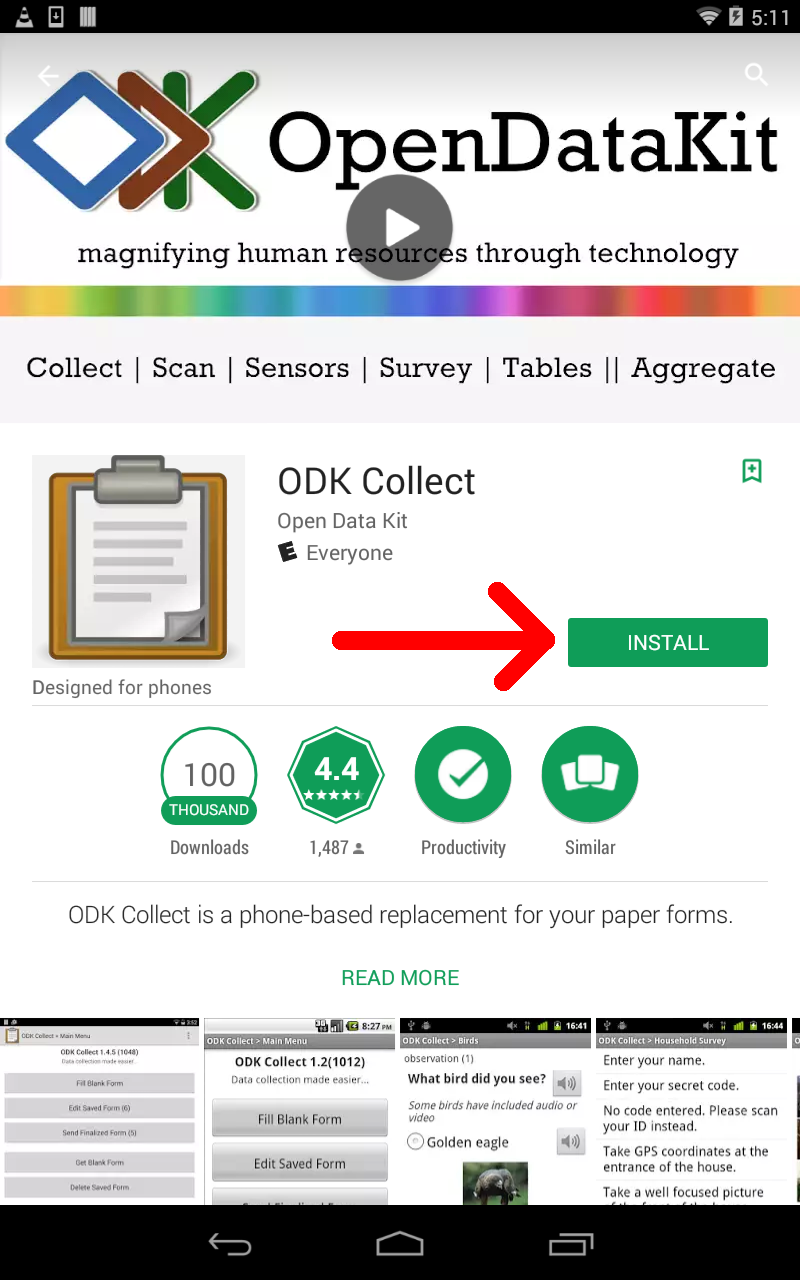 5:11
OpenDataKit
magnifying human resources through technology
Collect | Scan | Sensors | Survey | Tables || Aggregate
ODK Collect
Open Data Kit
E Everyone
INSTALL
Designed for phones
100
THOUSAND
Downloads
4.4
1,487
Productivity
Similar
ODK Collect is a phone-based replacement for your paper forms.
READ MORE
3:52
ODK Collect > Main Menu
ODK Collect 1.4.5 (1048)
Data collection made easier...
Fill Blank Form
Edit Saved Form (6)
Send Finalized Form (5)
Get Blank Form
Delete Saved Form
8:27 PM
ODK Collect > Main Menu
ODK Collect 1.2(1012)
Data collection made easier...
Fill Blank Form
Edit Saved Form
16:41
ODK Collect > Birds
observation (1)
What bird did you see?
Some birds have included audio or
video
Golden eagle
16:44
ODK Collect > Household Survey
Enter your name.
Enter your secret code.
No code entered. Please scan
your ID instead.
Take GPS coordinates at the
entrance of the house.
Take a well focused picture